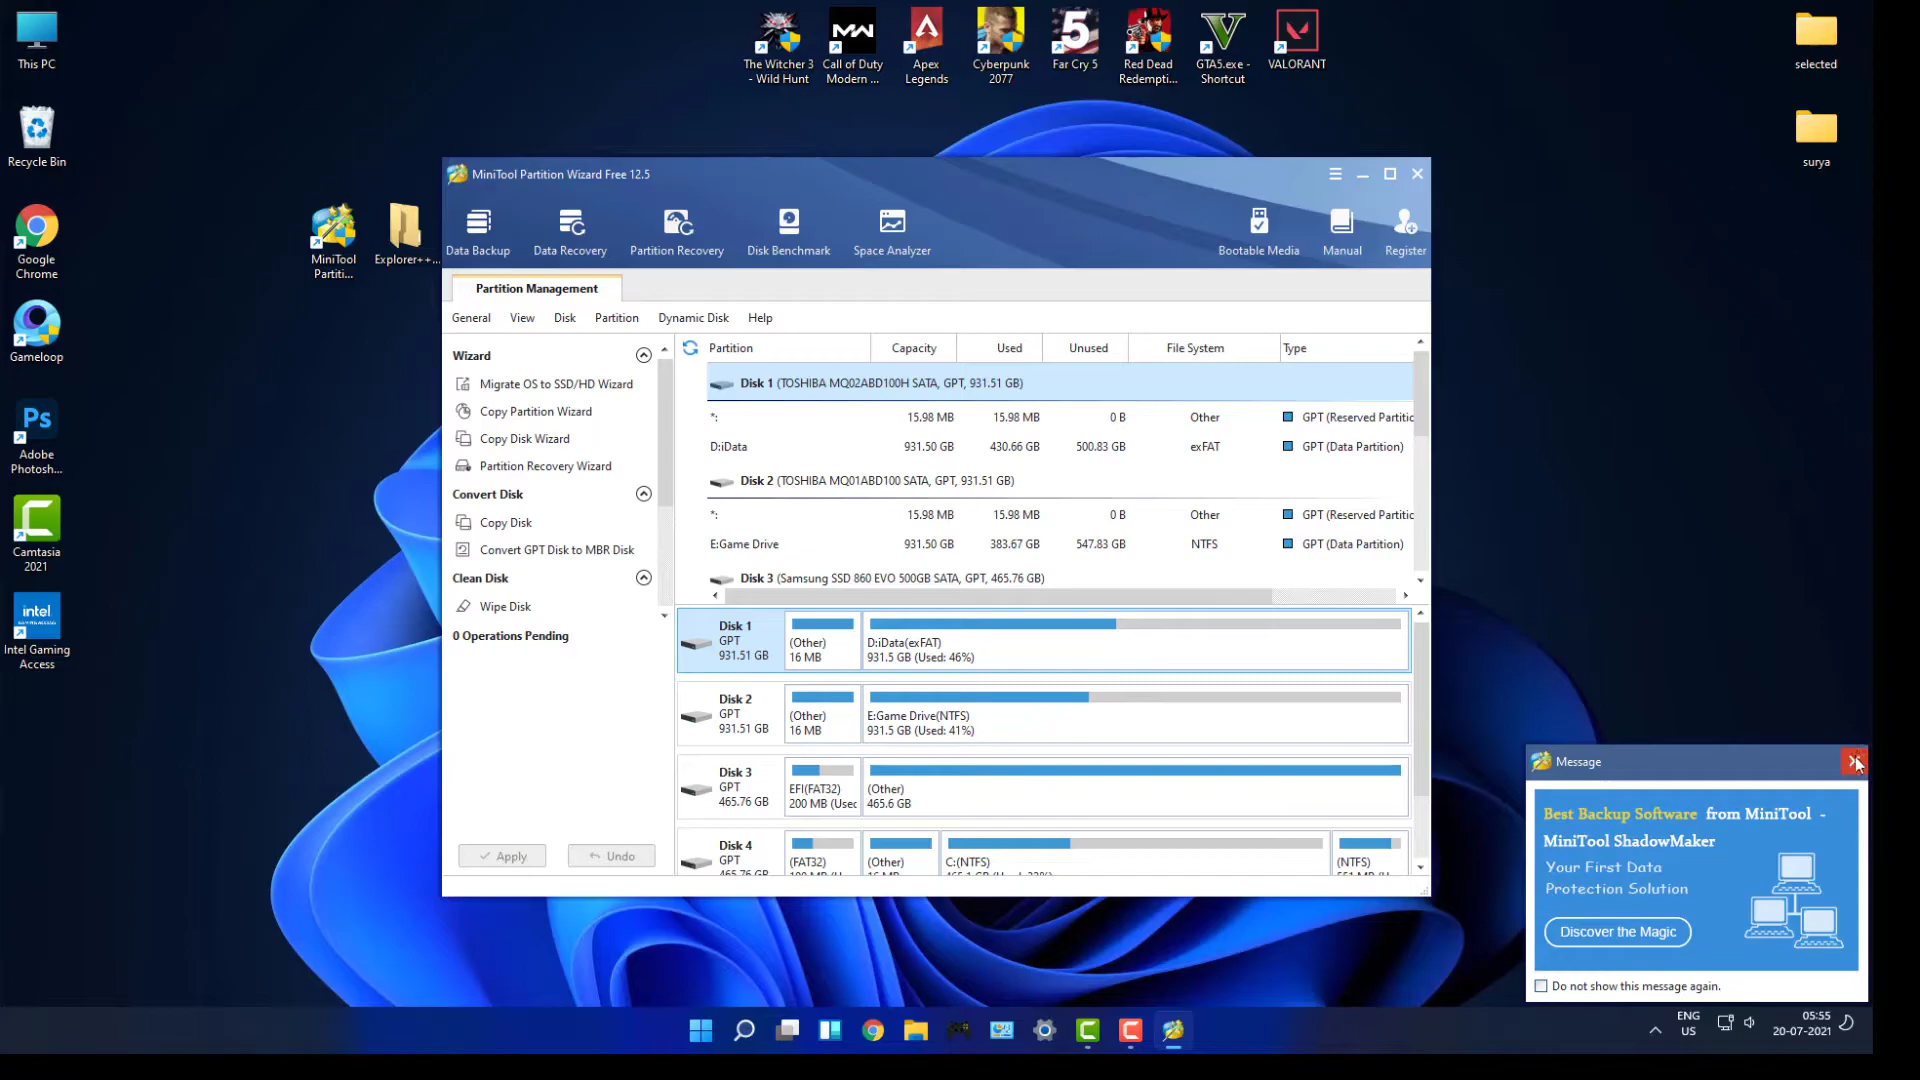 This PC
Recycle Bin
Google
Chrome
Gameloop
Ps
Adobe
Photosh...
Camtasia
2021
intel
Intel Gaming
Access
MiniTool
Partiti...
Explorer++...
The Witcher 3
- Wild Hunt
Call of Duty
Modern ...
Apex
Legends
Cyberpunk
2077
5
Far Cry 5
Red Dead
Redempti...
GTA5.exe -
Shortcut
VALORANT
selected
surya
MiniTool Partition Wizard Free 12.5
Data Backup
Data Recovery
Partition Recovery
Disk Benchmark
Space Analyzer
Bootable Media
Manual
Register
Partition Management
General View Disk Partition Dynamic Disk Help
Wizard
Migrate OS to SSD/HD Wizard
Copy Partition Wizard
Copy Disk Wizard
Partition Recovery Wizard
Convert Disk
Copy Disk
Convert GPT Disk to MBR Disk
Clean Disk
Wipe Disk
0 Operations Pending
Apply
Undo
Partition Capacity Used Unused File System Type
Disk 1 (TOSHIBA MQ02ABD100H SATA, GPT, 931.51 GB)
*: 15.98 MB 15.98 MB 0 B Other GPT (Reserved Partitic
D:iData 931.50 GB 430.66 GB 500.83 GB exFAT GPT (Data Partition)
Disk 2 (TOSHIBA MQ01ABD100 SATA, GPT, 931.51 GB)
*: 15.98 MB 15.98 MB 0 B Other GPT (Reserved Partitic
E:Game Drive 931.50 GB 383.67 GB 547.83 GB NTFS GPT (Data Partition)
Disk 3 (Samsung SSD 860 EVO 500GB SATA, GPT, 465.76 GB)
Disk 1
GPT
931.51 GB
(Other)
16 MB
D:iData(exFAT)
931.5 GB (Used: 46%)
Disk 2
GPT
931.51 GB
(Other)
16 MB
E:Game Drive(NTFS)
931.5 GB (Used: 41%)
Disk 3
GPT
465.76 GB
EFI(FAT32)
200 MB (Used
(Other)
465.6 GB
Disk 4
GPT
465.76 GB
(FAT32)
(Other)
16 MB
C:(NTFS)
(NTFS)
Message
Best Backup Software from MiniTool -
MiniTool ShadowMaker
Your First Data
Protection Solution
Discover the Magic
Do not show this message again.
ENG
US
05:55
20-07-2021